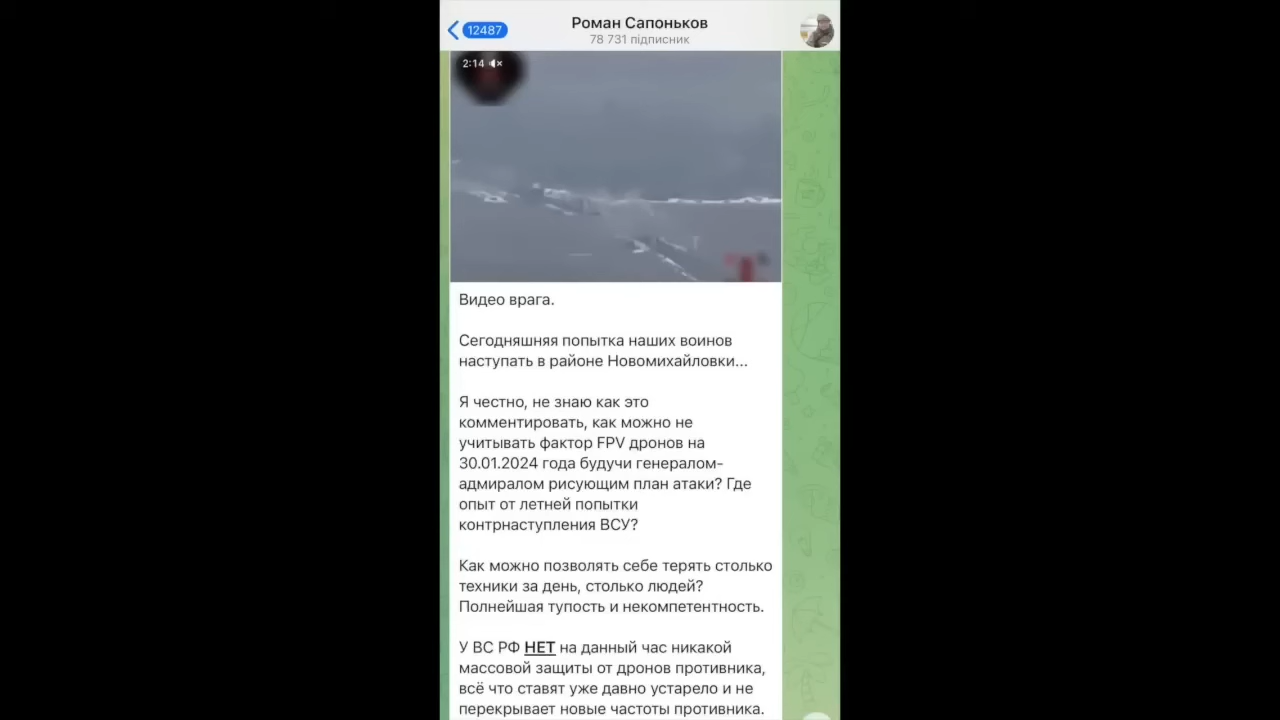 12487
Роман Сапоньков
78 731 підписник
2:14
Видео врага.
Сегодняшняя попытка наших воинов
наступать в районе Новомихайловки...
Я честно, не знаю как это
комментировать, как можно не
учитывать фактор FPV дронов на
30.01.2024 года будучи генералом-
адмиралом рисующим план атаки? Где
опыт от летней попытки
контрнаступления ВСУ?
Как можно позволять себе терять столько
техники за день, столько людей?
Полнейшая тупость и некомпетентность.
У ВС РФ НЕТ на данный час никакой
массовой защиты от дронов противника,
всё что ставят уже давно устарело и не
перекрывает новые частоты противника.